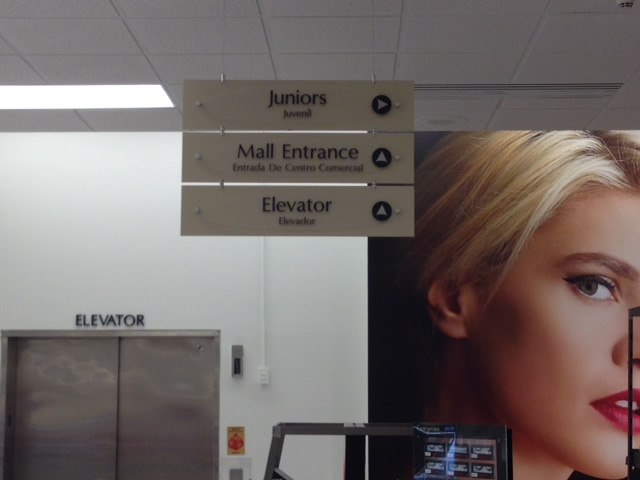 Juniors
Juvenil
Mall Entrance
Entrada De Centro Comercial
Elevator
Elevador
ELEVATOR